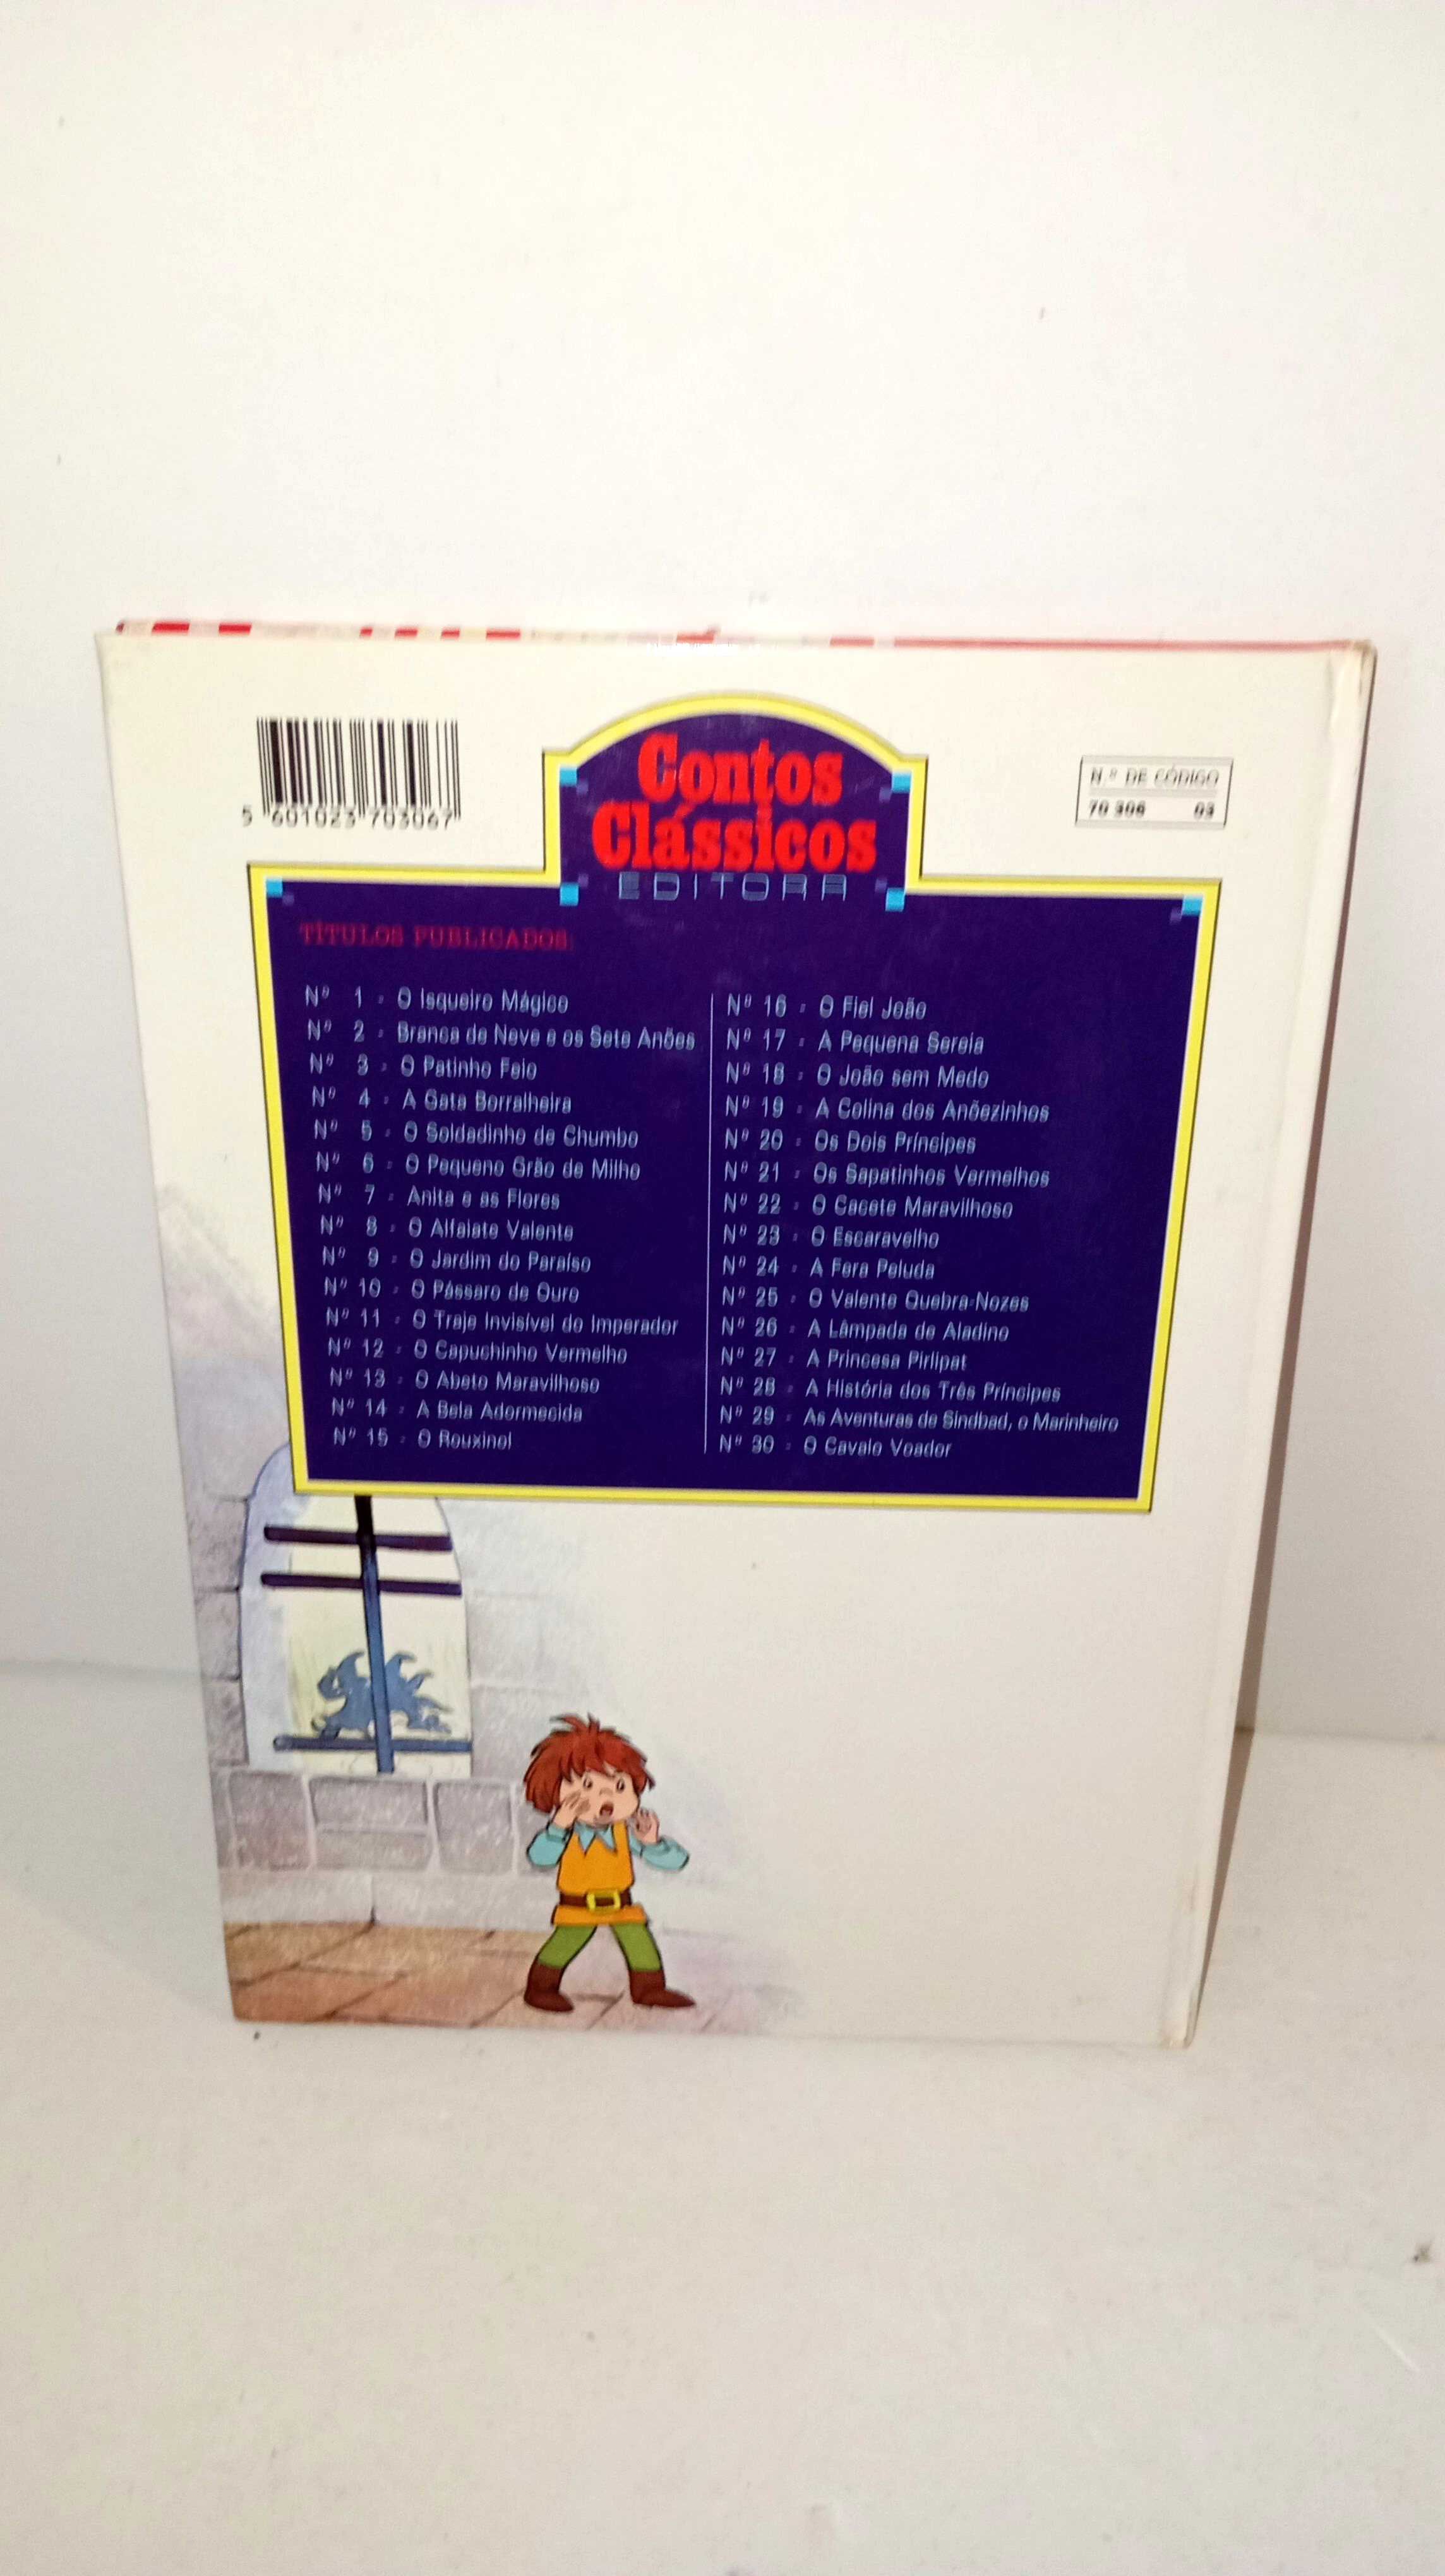 5 601023 703067
Contos
Clássicos
EDITORA
N.º DE CÓDIGO
70 306 03
TÍTULOS PUBLICADOS:
Nº 1 - O Isqueiro Mágico
Nº 2 - Branca de Neve e os Sete Anões
Nº 3 - O Patinho Feio
Nº 4 - A Gata Borralheira
Nº 5 - O Soldadinho de Chumbo
Nº 6 - O Pequeno Grão de Milho
Nº 7 - Anita e as Flores
Nº 8 - O Alfaiate Valente
Nº 9 - O Jardim do Paraíso
Nº 10 - O Pássaro de Ouro
Nº 11 - O Traje Invisível do Imperador
Nº 12 - O Capuchinho Vermelho
Nº 13 - O Abeto Maravilhoso
Nº 14 - A Bela Adormecida
Nº 15 - O Rouxinol
Nº 16 - O Fiel João
Nº 17 - A Pequena Sereia
Nº 18 - O João sem Medo
Nº 19 - A Colina dos Anõezinhos
Nº 20 - Os Dois Príncipes
Nº 21 - Os Sapatinhos Vermelhos
Nº 22 - O Cacete Maravilhoso
Nº 23 - O Escaravelho
Nº 24 - A Fera Peluda
Nº 25 - O Valente Quebra-Nozes
Nº 26 - A Lâmpada de Aladino
Nº 27 - A Princesa Pirlipat
Nº 28 - A História dos Três Príncipes
Nº 29 - As Aventuras de Sindbad, o Marinheiro
Nº 30 - O Cavalo Voador